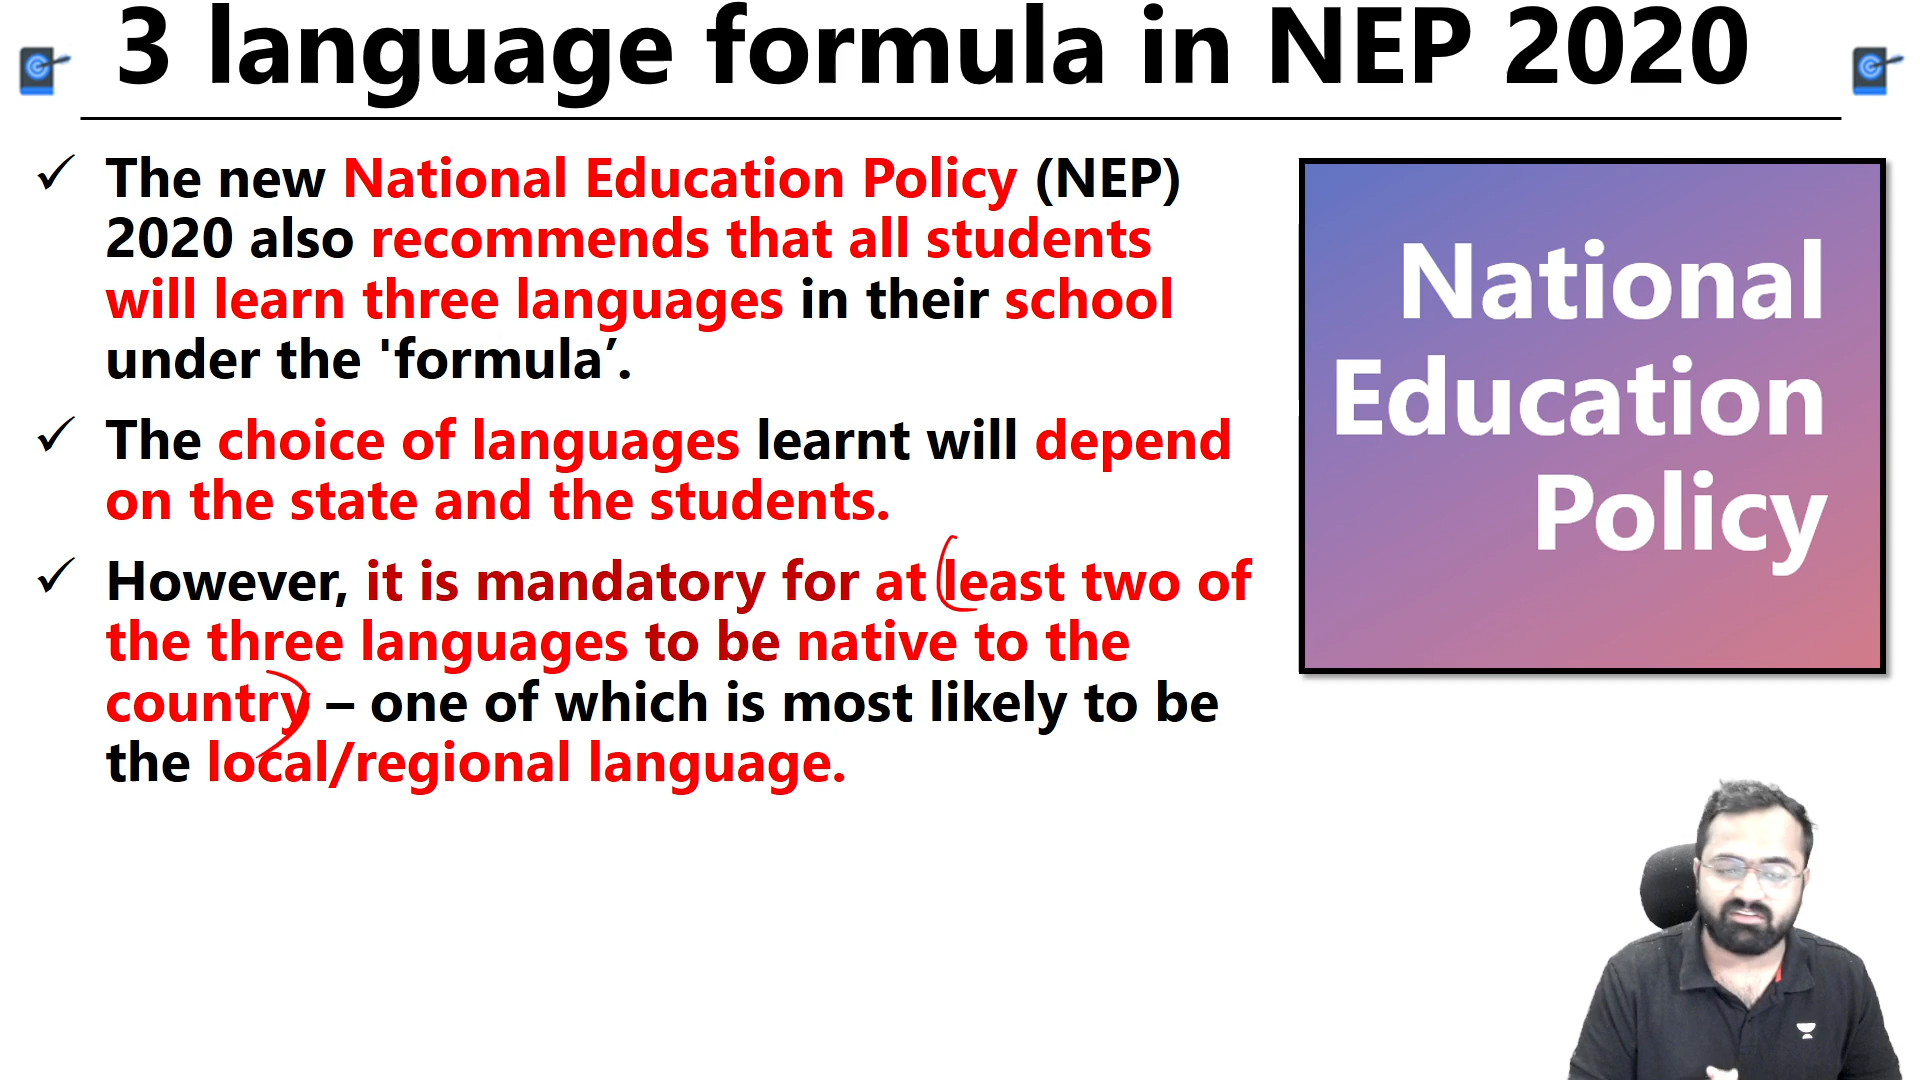 3 language formula in NEP 2020
The new National Education Policy (NEP)
2020 also recommends that all students
will learn three languages in their school
under the 'formula’.
The choice of languages learnt will depend
on the state and the students.
However, it is mandatory for at least two of
the three languages to be native to the
country – one of which is most likely to be
the local/regional language.
National
Education
Policy